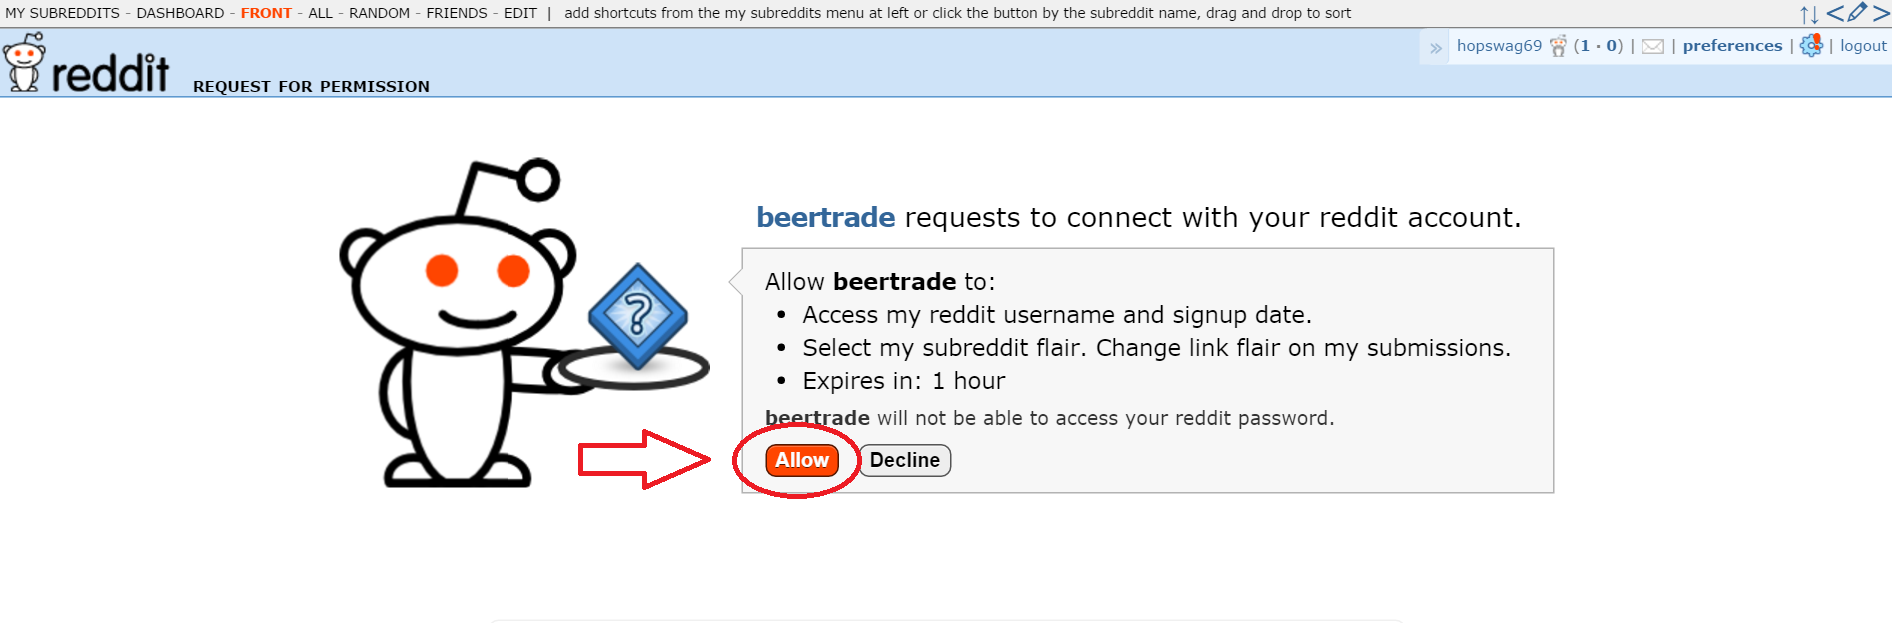 MY SUBREDDITS - DASHBOARD - FRONT - ALL - RANDOM - FRIENDS - EDIT | add shortcuts from the my subreddits menu at left or click the button by the subreddit name, drag and drop to sort
reddit REQUEST FOR PERMISSION
hopswag69 (1 · 0) | | preferences | | logout
beertrade requests to connect with your reddit account.
?
Allow beertrade to:
• Access my reddit username and signup date.
• Select my subreddit flair. Change link flair on my submissions.
• Expires in: 1 hour
beertrade will not be able to access your reddit password.
Allow Decline